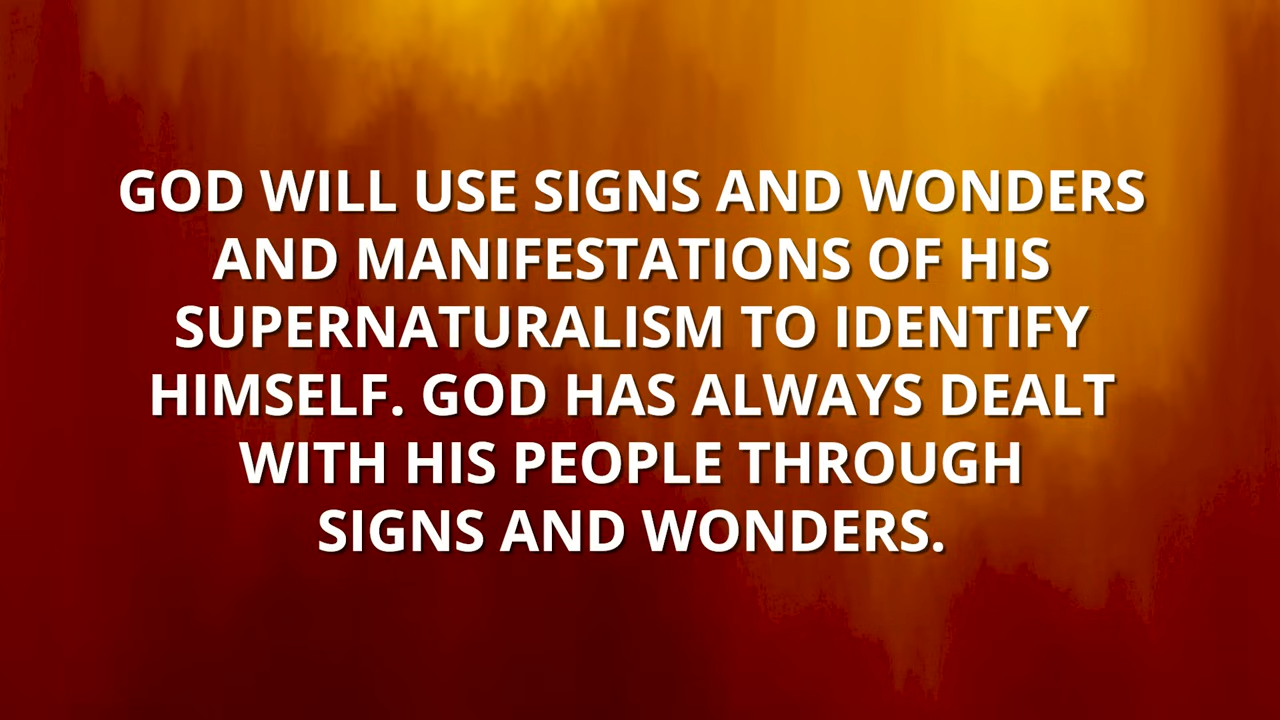 GOD WILL USE SIGNS AND WONDERS
AND MANIFESTATIONS OF HIS
SUPERNATURALISM TO IDENTIFY
HIMSELF. GOD HAS ALWAYS DEALT
WITH HIS PEOPLE THROUGH
SIGNS AND WONDERS.